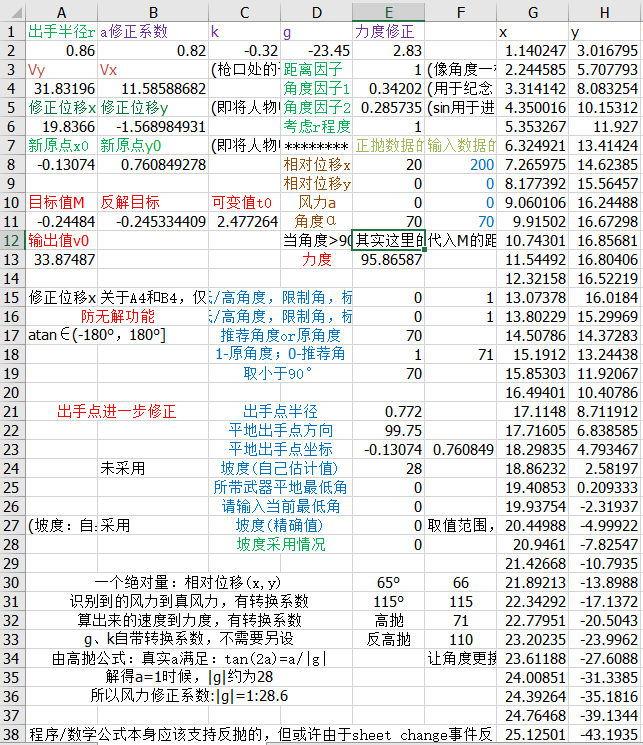 A B C D E F G H
1 出手半径r a修正系数 k g 力度修正 x y
2 0.86 0.82 -0.32 -23.45 2.83 1.140247 3.016795
3 Vy Vx (枪口处的 距离因子 1 (像角度一 2.244585 5.707793
4 31.83196 11.58588682 角度因子1 0.34202 (用于纪念 3.314142 8.083254
5 修正位移x 修正位移y (即将人物 角度因子2 0.285735 (sin用于进 4.350016 10.15312
6 19.8366 -1.568984931 考虑r程度 1 5.353267 11.927
7 新原点x0 新原点y0 (即将人物 ******** 正抛数据的 输入数据的 6.324921 13.41424
8 -0.13074 0.760849278 相对位移x 20 200 7.265975 14.62385
9 相对位移y 0 0 8.177392 15.56457
10 目标值M 反解目标 可变值t0 风力a 0 0 9.060106 16.24488
11 -0.24484 -0.245334409 2.477264 角度α 70 70 9.91502 16.67298
12 输出值v0 当角度>90 其实这里的 代入M的距 10.74301 16.85681
13 33.87487 力度 95.86587 11.54492 16.80406
14 12.32158 16.52219
15 修正位移x 关于A4和B4，仅 /高角度，限制角，标 0 1 13.07378 16.0184
16 防无解功能 /高角度，限制角，标 0 1 13.80229 15.29969
17 atan∈(-180°，180°] 推荐角度or原角度 70 14.50786 14.37283
18 1-原角度；0-推荐角 1 71 15.1912 13.24438
19 取小于90° 70 15.85303 11.92067
20 16.49401 10.40786
21 出手点进一步修正 出手点半径 0.772 17.1148 8.711912
22 平地出手点方向 99.75 17.71605 6.838585
23 平地出手点坐标 -0.13074 0.760849 18.29835 4.793467
24 未采用 坡度(自己估计值) 28 18.86232 2.58197
25 所带武器平地最低角 0 19.40853 0.209333
26 请输入当前最低角 0 19.93754 -2.31937
27 (坡度：自 采用 坡度(精确值) 0 取值范围， 20.44988 -4.99922
28 坡度采用情况 0 20.9461 -7.82547
29 21.42668 -10.7935
30 一个绝对量：相对位移(x,y) 65° 66 21.89213 -13.8988
31 识别到的风力到真风力，有转换系数 115° 115 22.34292 -17.1372
32 算出来的速度到力度，有转换系数 高抛 71 22.77951 -20.5043
33 g、k自带转换系数，不需要另设 反高抛 110 23.20235 -23.9962
34 由高抛公式：真实a满足：tan(2a)=a/|g| 让角度更接 23.61188 -27.6088
35 解得a=1时候，|g|约为28 24.00851 -31.3385
36 所以风力修正系数:|g|=1:28.6 24.39264 -35.1816
37 24.76468 -39.1344
38 程序/数学公式本身应该支持反抛的，但或许由于sheet change事件反 25.12501 -43.1935